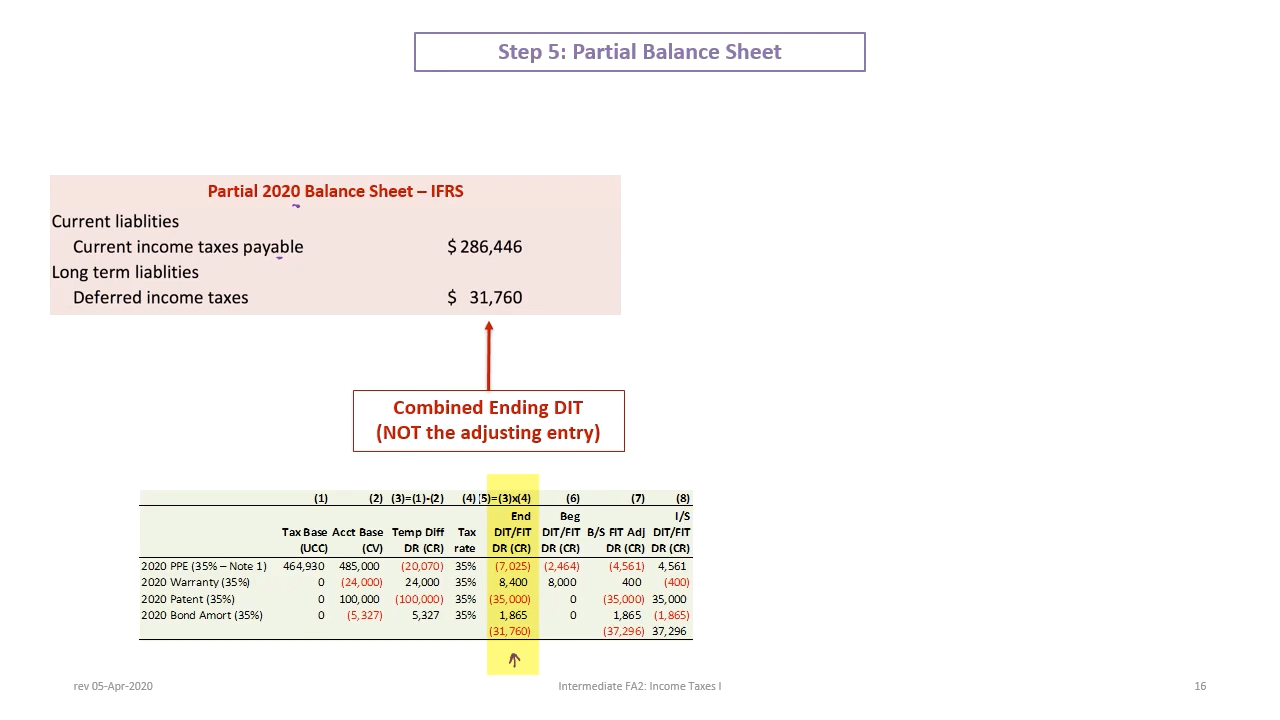 Step 5: Partial Balance Sheet
Partial 2020 Balance Sheet – IFRS
Current liablities
Current income taxes payable $ 286,446
Long term liablities
Deferred income taxes $ 31,760
Combined Ending DIT
(NOT the adjusting entry)
(1) (2) (3)=(1)-(2) (4) (5)=(3)x(4) (6) (7) (8)
End Beg I/S
Tax Base Acct Base Temp Diff Tax DIT/FIT DIT/FIT B/S FIT Adj DIT/FIT
(UCC) (CV) DR (CR) rate DR (CR) DR (CR) DR (CR) DR (CR)
2020 PPE (35% – Note 1) 464,930 485,000 (20,070) 35% (7,025) (2,464) (4,561) 4,561
2020 Warranty (35%) 0 (24,000) 24,000 35% 8,400 8,000 400 (400)
2020 Patent (35%) 0 100,000 (100,000) 35% (35,000) 0 (35,000) 35,000
2020 Bond Amort (35%) 0 (5,327) 5,327 35% 1,865 0 1,865 (1,865)
(31,760) (37,296) 37,296
rev 05-Apr-2020 Intermediate FA2: Income Taxes I 16